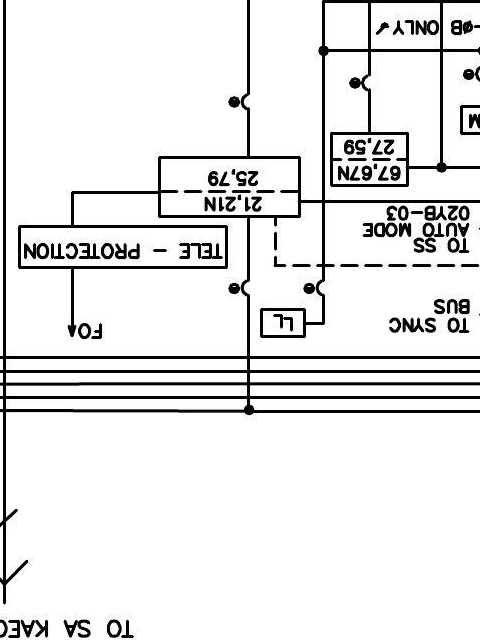 TO SA KAEO
TO SYNC
BUS
FO
LL
TO SS
AUTO MODE
02YB-03
TELE - PROTECTION
21,21N
25,79
67,67N
27,59
-øB ONLY